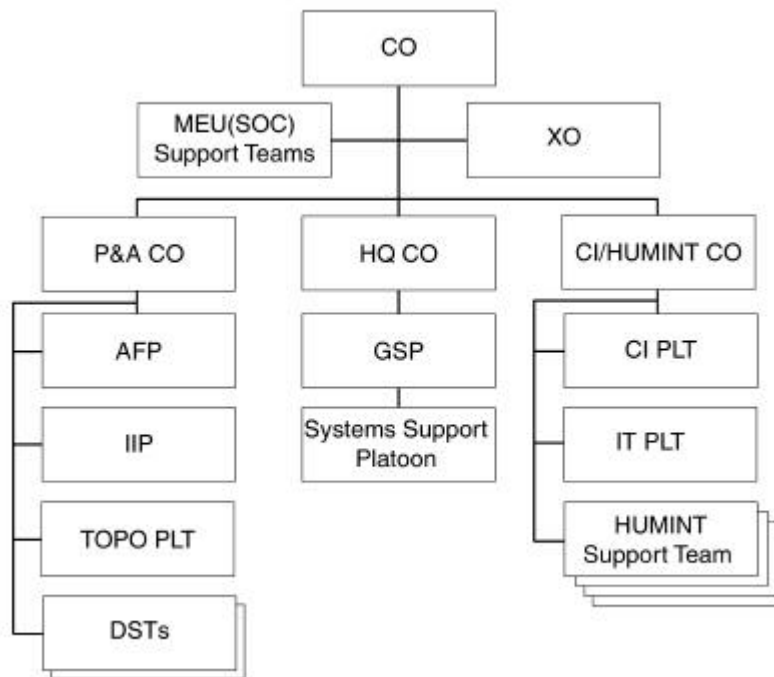 CO
MEU(SOC)
Support Teams
XO
P&A CO
HQ CO
CI/HUMINT CO
AFP
GSP
CI PLT
IIP
Systems Support
Platoon
IT PLT
TOPO PLT
HUMINT
Support Team
DSTs